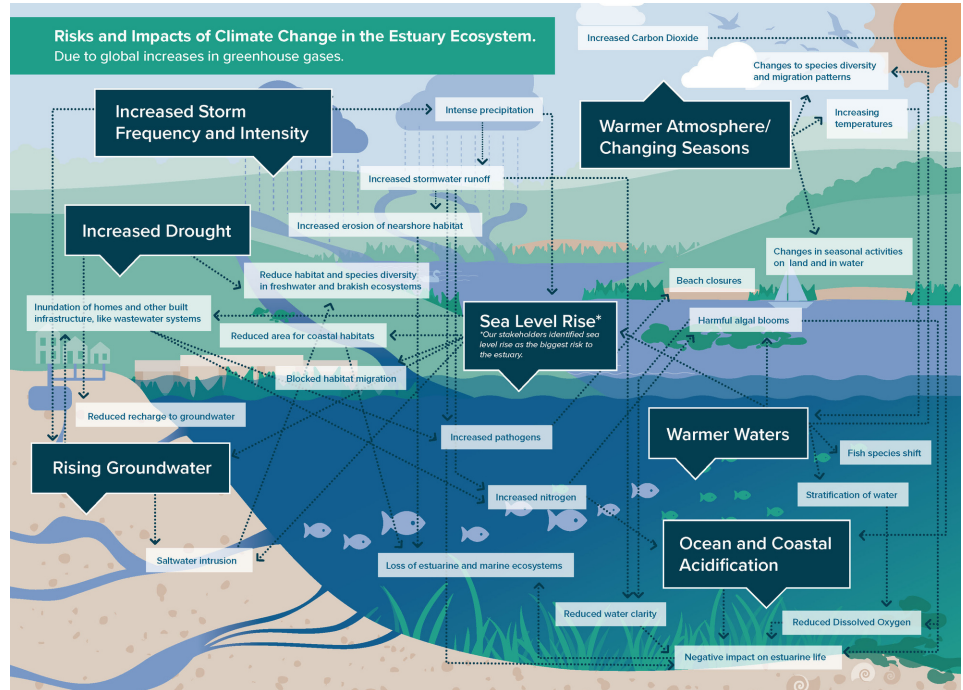 Risks and Impacts of Climate Change in the Estuary Ecosystem.
Due to global increases in greenhouse gases.
Increased Carbon Dioxide
Changes to species diversity
and migration patterns
Increased Storm
Frequency and Intensity
Intense precipitation
Warmer Atmosphere/
Changing Seasons
Increasing
temperatures
Increased stormwater runoff
Increased erosion of nearshore habitat
Increased Drought
Changes in seasonal activities
on land and in water
Reduce habitat and species diversity
in freshwater and brakish ecosystems
Beach closures
Inundation of homes and other built
infrastructure, like wastewater systems
Sea Level Rise*
*Our stakeholders identified sea
level rise as the biggest risk to
the estuary.
Harmful algal blooms
Reduced area for coastal habitats
Blocked habitat migration
Reduced recharge to groundwater
Increased pathogens
Warmer Waters
Fish species shift
Rising Groundwater
Increased nitrogen
Stratification of water
Ocean and Coastal
Acidification
Saltwater intrusion
Loss of estuarine and marine ecosystems
Reduced water clarity
Reduced Dissolved Oxygen
Negative impact on estuarine life